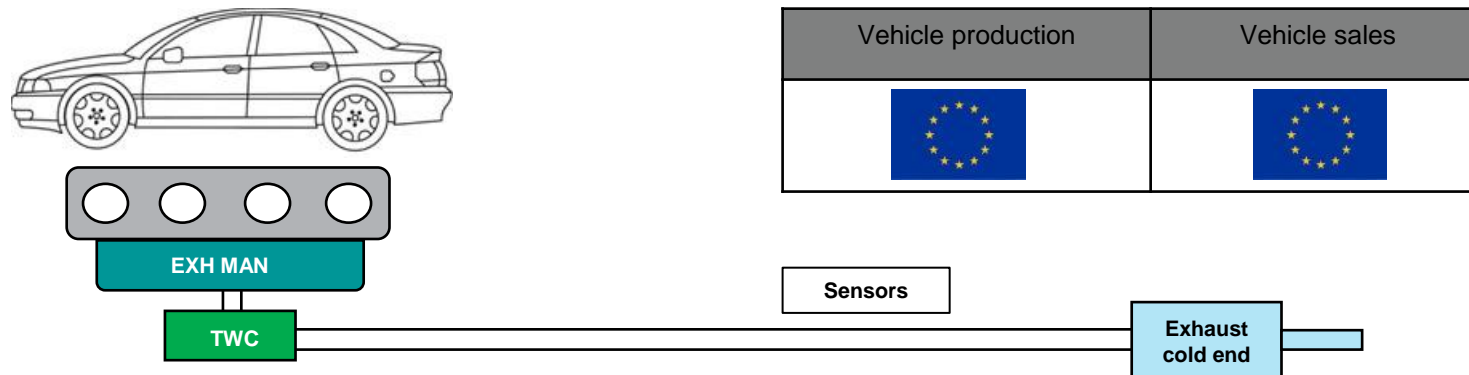 Vehicle production
Vehicle sales
EXH MAN
Sensors
TWC
Exhaust
cold end